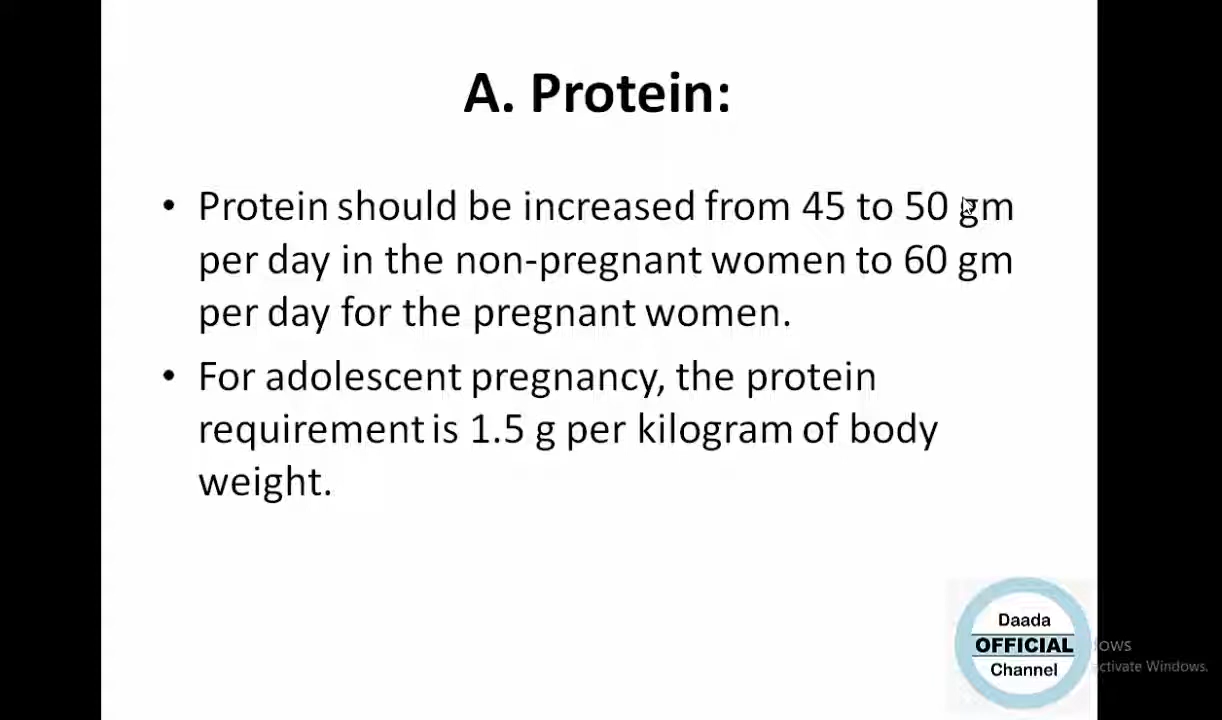 A. Protein:
• Protein should be increased from 45 to 50 gm
per day in the non-pregnant women to 60 gm
per day for the pregnant women.
• For adolescent pregnancy, the protein
requirement is 1.5 g per kilogram of body
weight.
Daada
OFFICIAL
Channel
ctivate Windows.